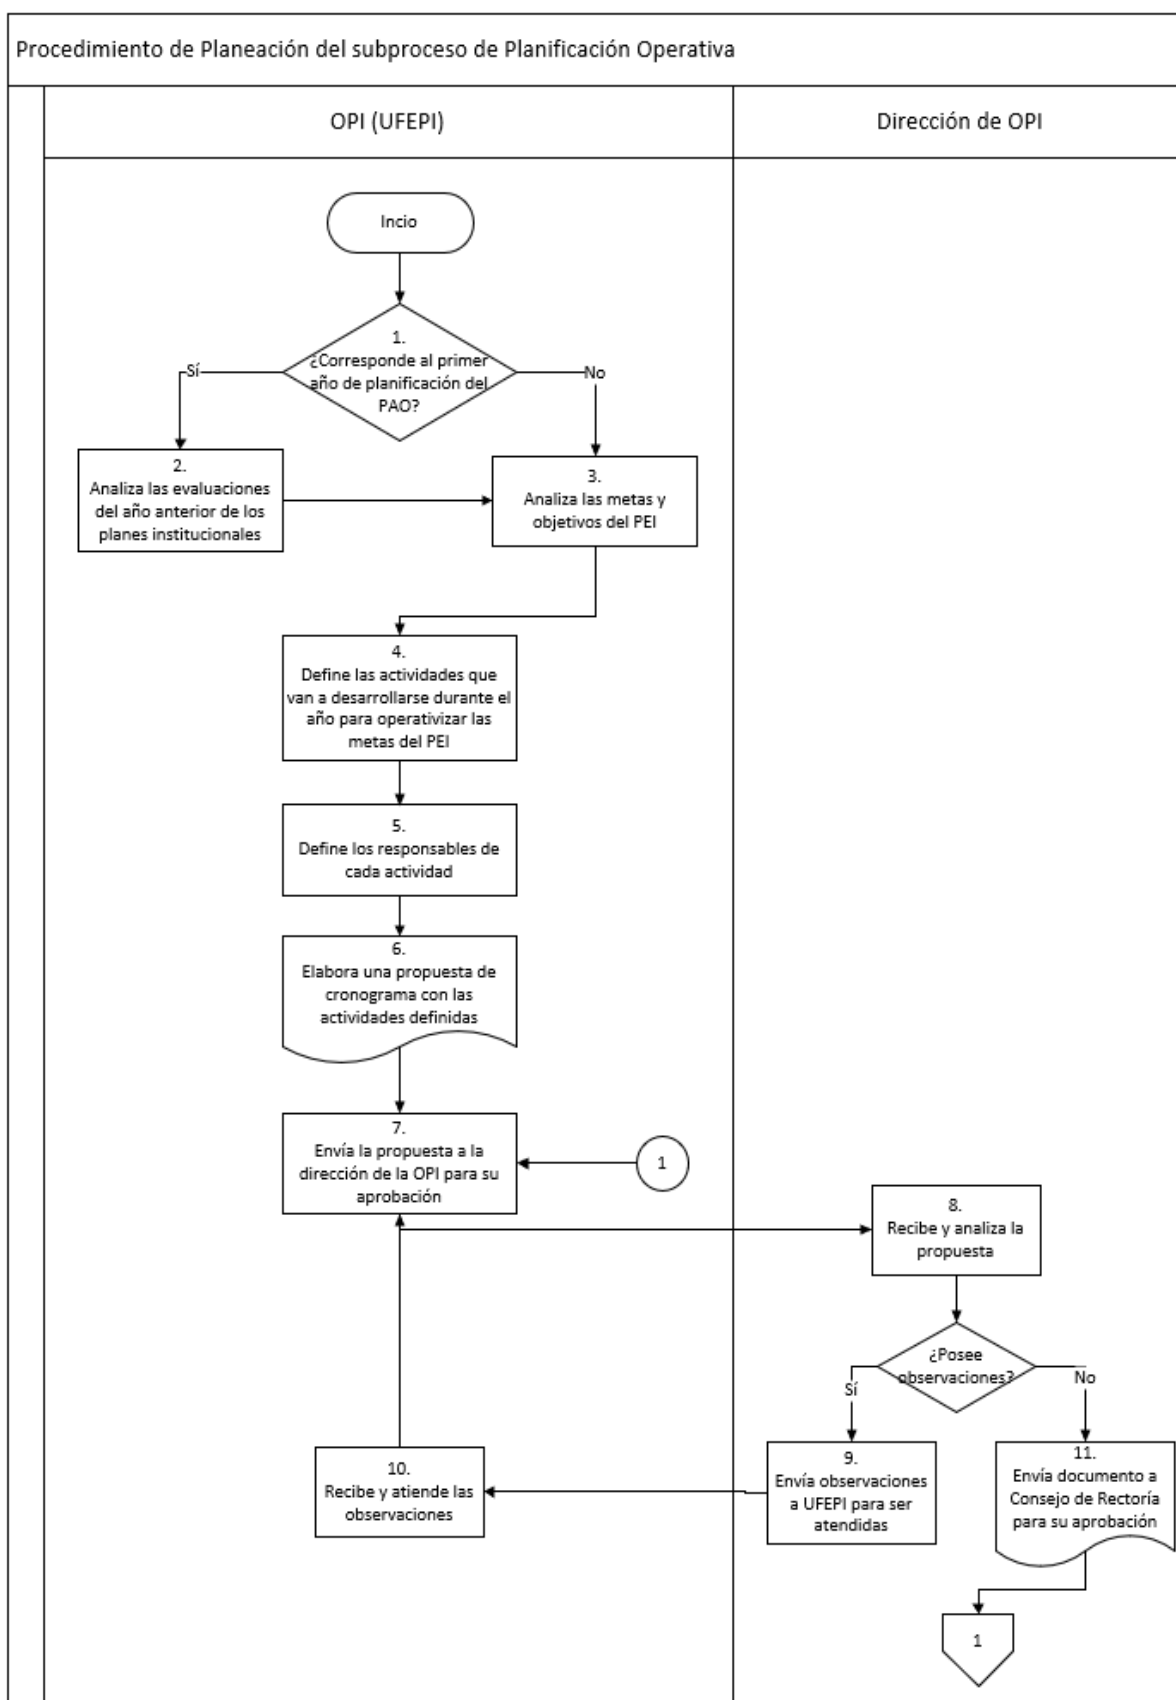 Procedimiento de Planeación del subproceso de Planificación Operativa
OPI (UFEPI)
Dirección de OPI
Incio
1.
¿Corresponde al primer
año de planificación del
PAO?
Sí
No
2.
Analiza las evaluaciones
del año anterior de los
planes institucionales
3.
Analiza las metas y
objetivos del PEI
4.
Define las actividades que
van a desarrollarse durante el
año para operativizar las
metas del PEI
5.
Define los responsables de
cada actividad
6.
Elabora una propuesta de
cronograma con las
actividades definidas
7.
Envía la propuesta a la
dirección de la OPI para su
aprobación
1
8.
Recibe y analiza la
propuesta
¿Posee
observaciones?
Sí
No
9.
Envía observaciones
a UFEPI para ser
atendidas
10.
Recibe y atiende las
observaciones
11.
Envía documento a
Consejo de Rectoría
para su aprobación
1